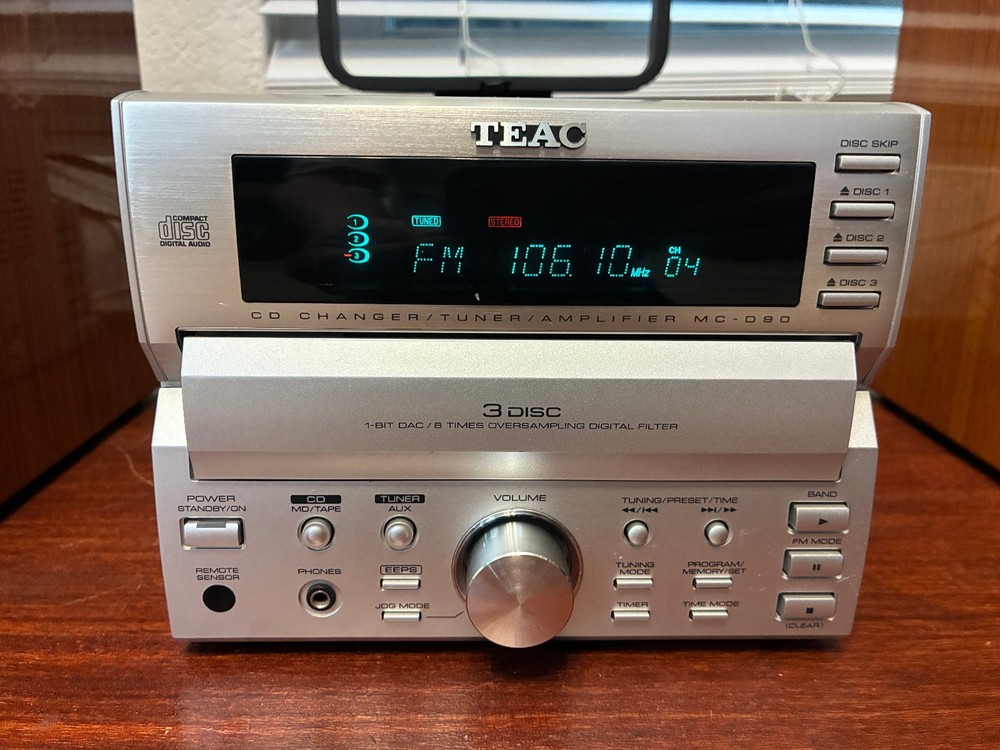 TEAC
DISC SKIP
⏏ DISC 1
⏏ DISC 2
⏏ DISC 3
COMPACT
disc
DIGITAL AUDIO
1
2
3
TUNED
STEREO
FM 106.10 MHz
CH
04
CD CHANGER/TUNER/AMPLIFIER MC-D90
3 DISC
1-BIT DAC / 8 TIMES OVERSAMPLING DIGITAL FILTER
POWER
STANDBY/ON
CD
MD/TAPE
TUNER
AUX
VOLUME
TUNING/PRESET/TIME
◀◀/|◀◀
▶▶|/▶▶
BAND
▶
FM MODE
▮▮
REMOTE
SENSOR
PHONES
EEPS
JOG MODE
TUNING
MODE
PROGRAM/
MEMORY/SET
TIMER
TIME MODE
■
(CLEAR)